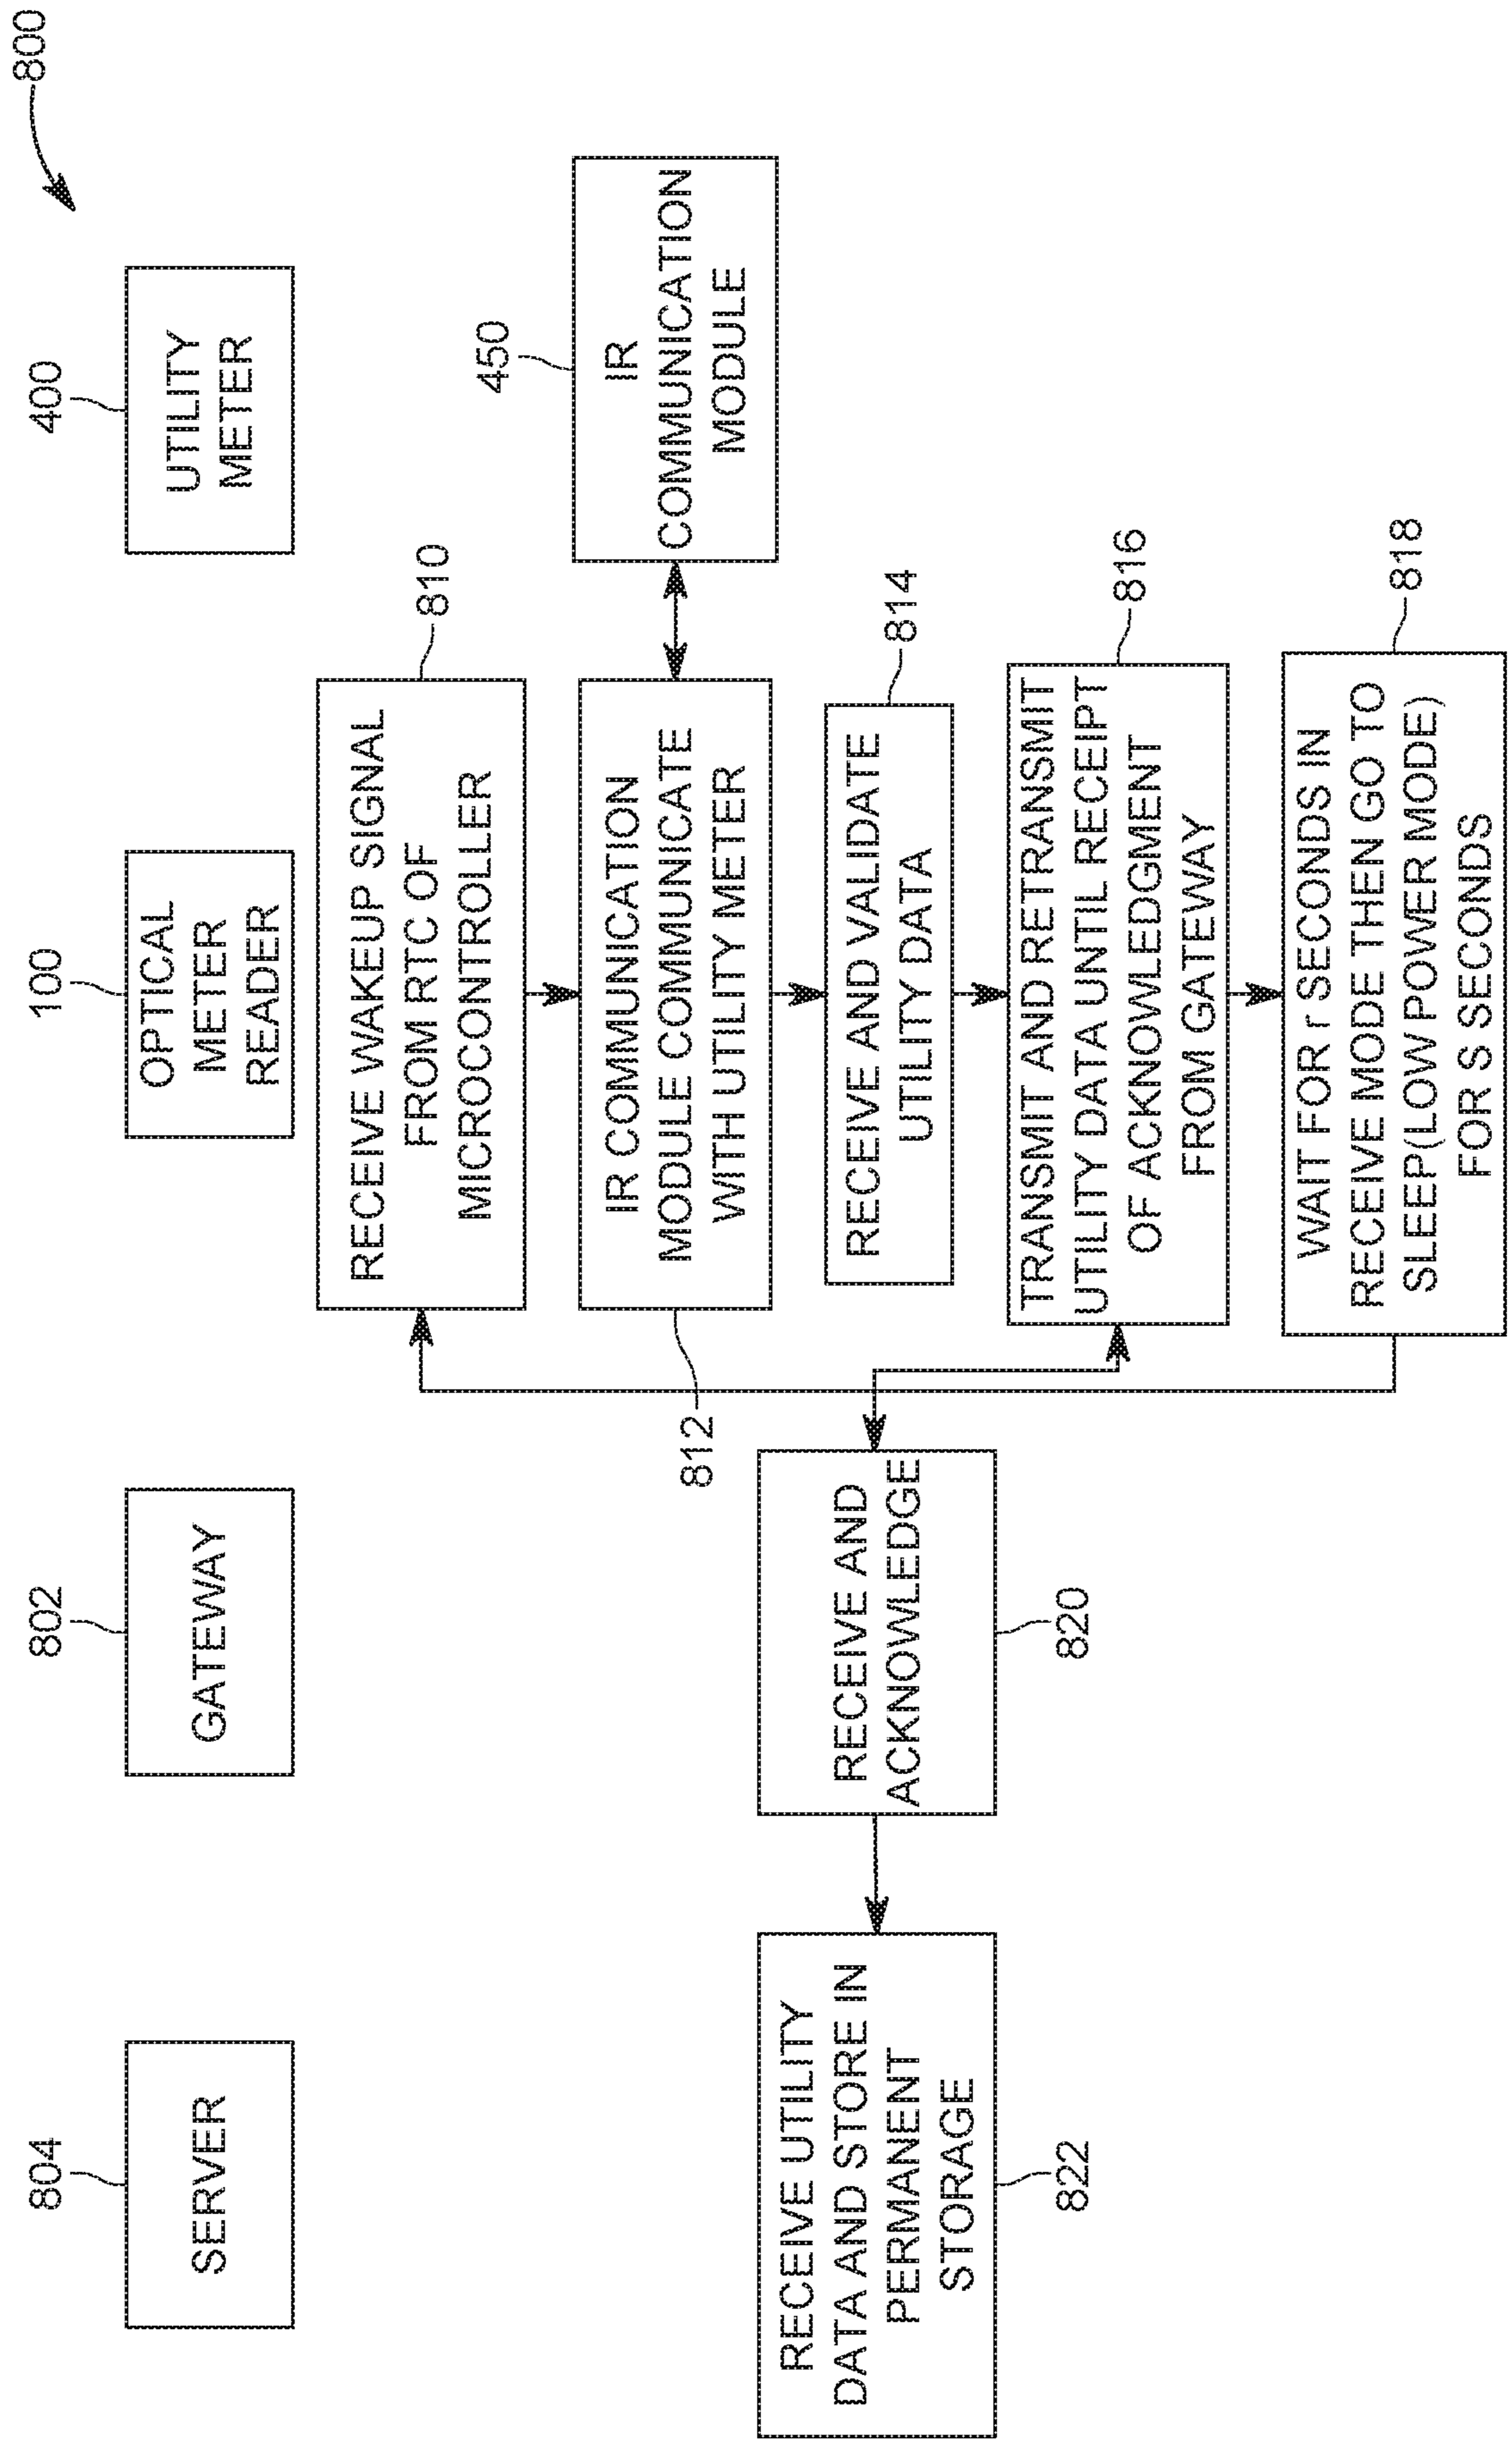 800
804
802
100
400
SERVER
GATEWAY
OPTICAL
METER
READER
UTILITY
METER
810
RECEIVE WAKEUP SIGNAL
FROM RTC OF
MICROCONTROLLER
450
812
IR COMMUNICATION
MODULE COMMUNICATE
WITH UTILITY METER
IR
COMMUNICATION
MODULE
RECEIVE UTILITY
DATA AND STORE IN
PERMANENT
STORAGE
822
RECEIVE AND
ACKNOWLEDGE
820
814
RECEIVE AND VALIDATE
UTILITY DATA
816
TRANSMIT AND RETRANSMIT
UTILITY DATA UNTIL RECEIPT
OF ACKNOWLEDGMENT
FROM GATEWAY
818
WAIT FOR r SECONDS IN
RECEIVE MODE THEN GO TO
SLEEP(LOW POWER MODE)
FOR S SECONDS